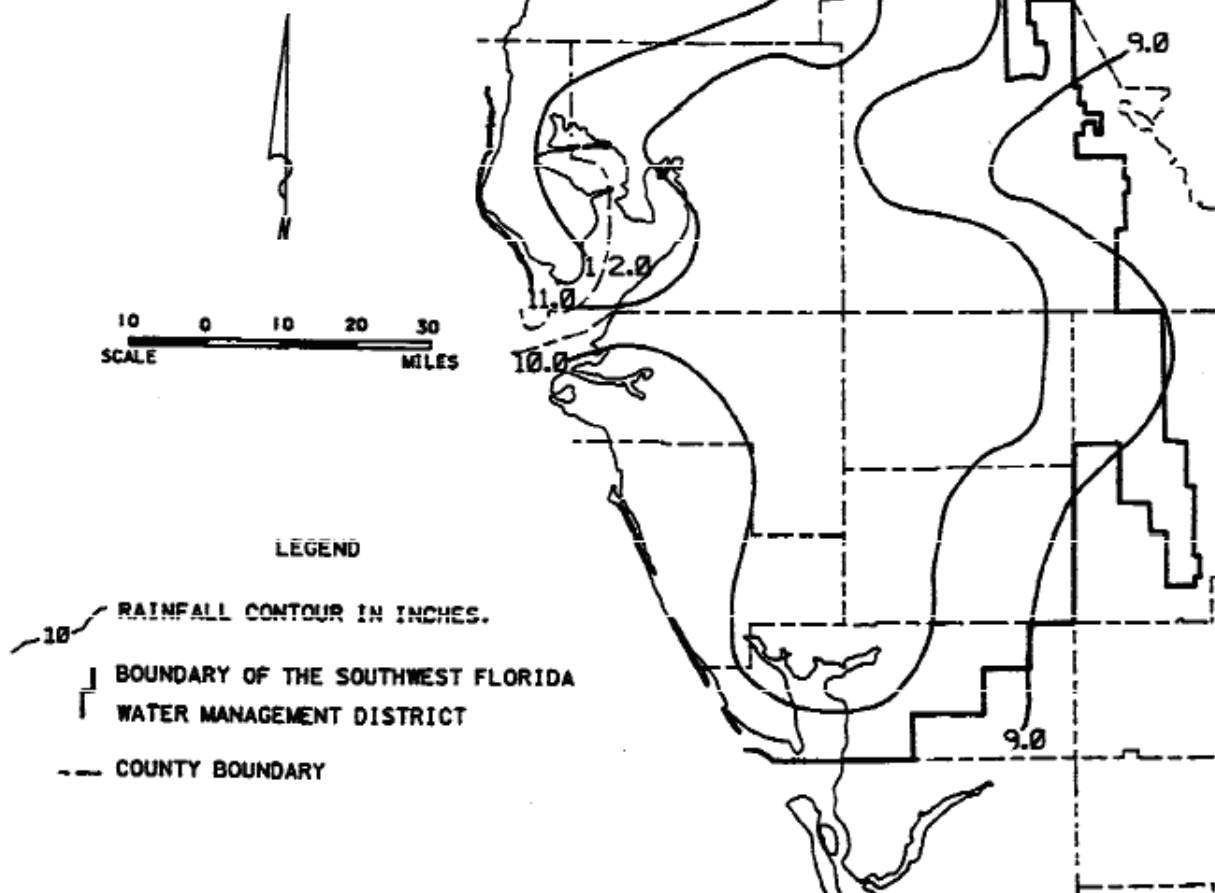 9.0
N
12.0
11.0
10 0 10 20 30
SCALE MILES
10.0
LEGEND
10 RAINFALL CONTOUR IN INCHES.
BOUNDARY OF THE SOUTHWEST FLORIDA
WATER MANAGEMENT DISTRICT
9.0
COUNTY BOUNDARY